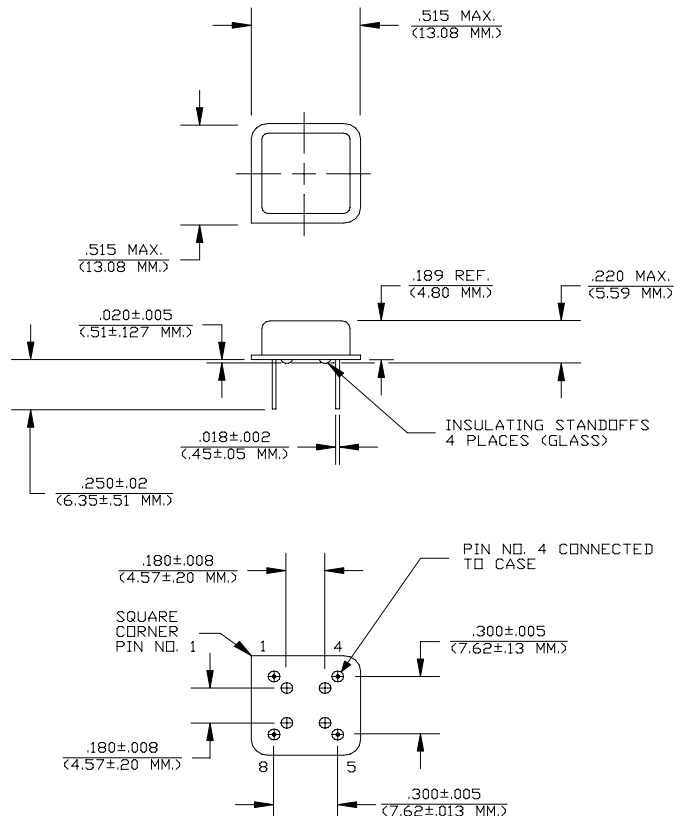 .515 MAX.
(13.08 MM.)
.515 MAX.
(13.08 MM.)
.189 REF.
(4.80 MM.)
.220 MAX.
(5.59 MM.)
.020±.005
(.51±.127 MM.)
INSULATING STANDOFFS
4 PLACES (GLASS)
.018±.002
(.45±.05 MM.)
.250±.02
(6.35±.51 MM.)
.180±.008
(4.57±.20 MM.)
PIN NO. 4 CONNECTED
TO CASE
SQUARE
CORNER
PIN NO. 1
1
4
.300±.005
(7.62±.13 MM.)
.180±.008
(4.57±.20 MM.)
8
5
.300±.005
(7.62±.013 MM.)